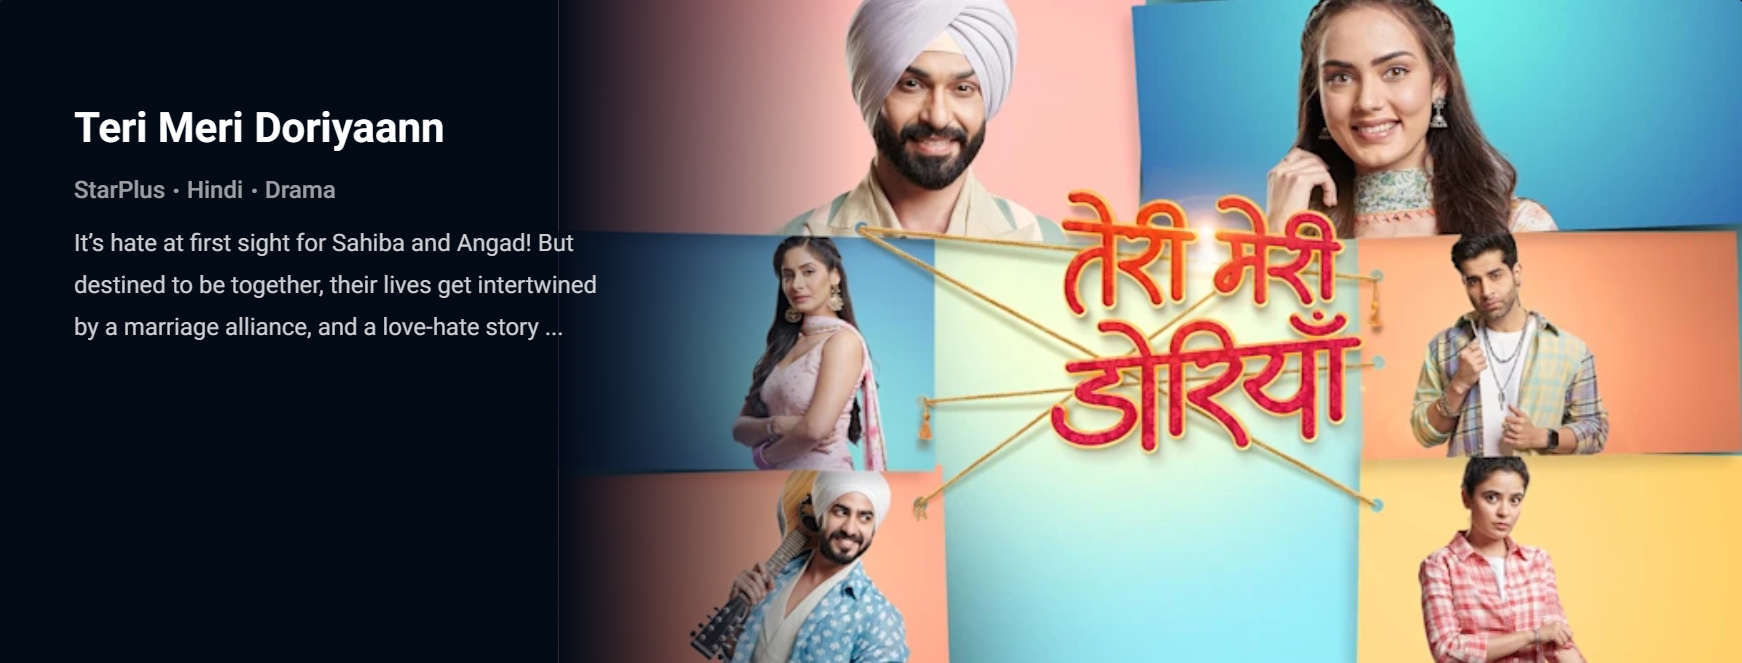 Teri Meri Doriyaann
StarPlus • Hindi • Drama
It’s hate at first sight for Sahiba and Angad! But
destined to be together, their lives get intertwined
by a marriage alliance, and a love-hate story ...
तेरी मेरी
डोरियाँ